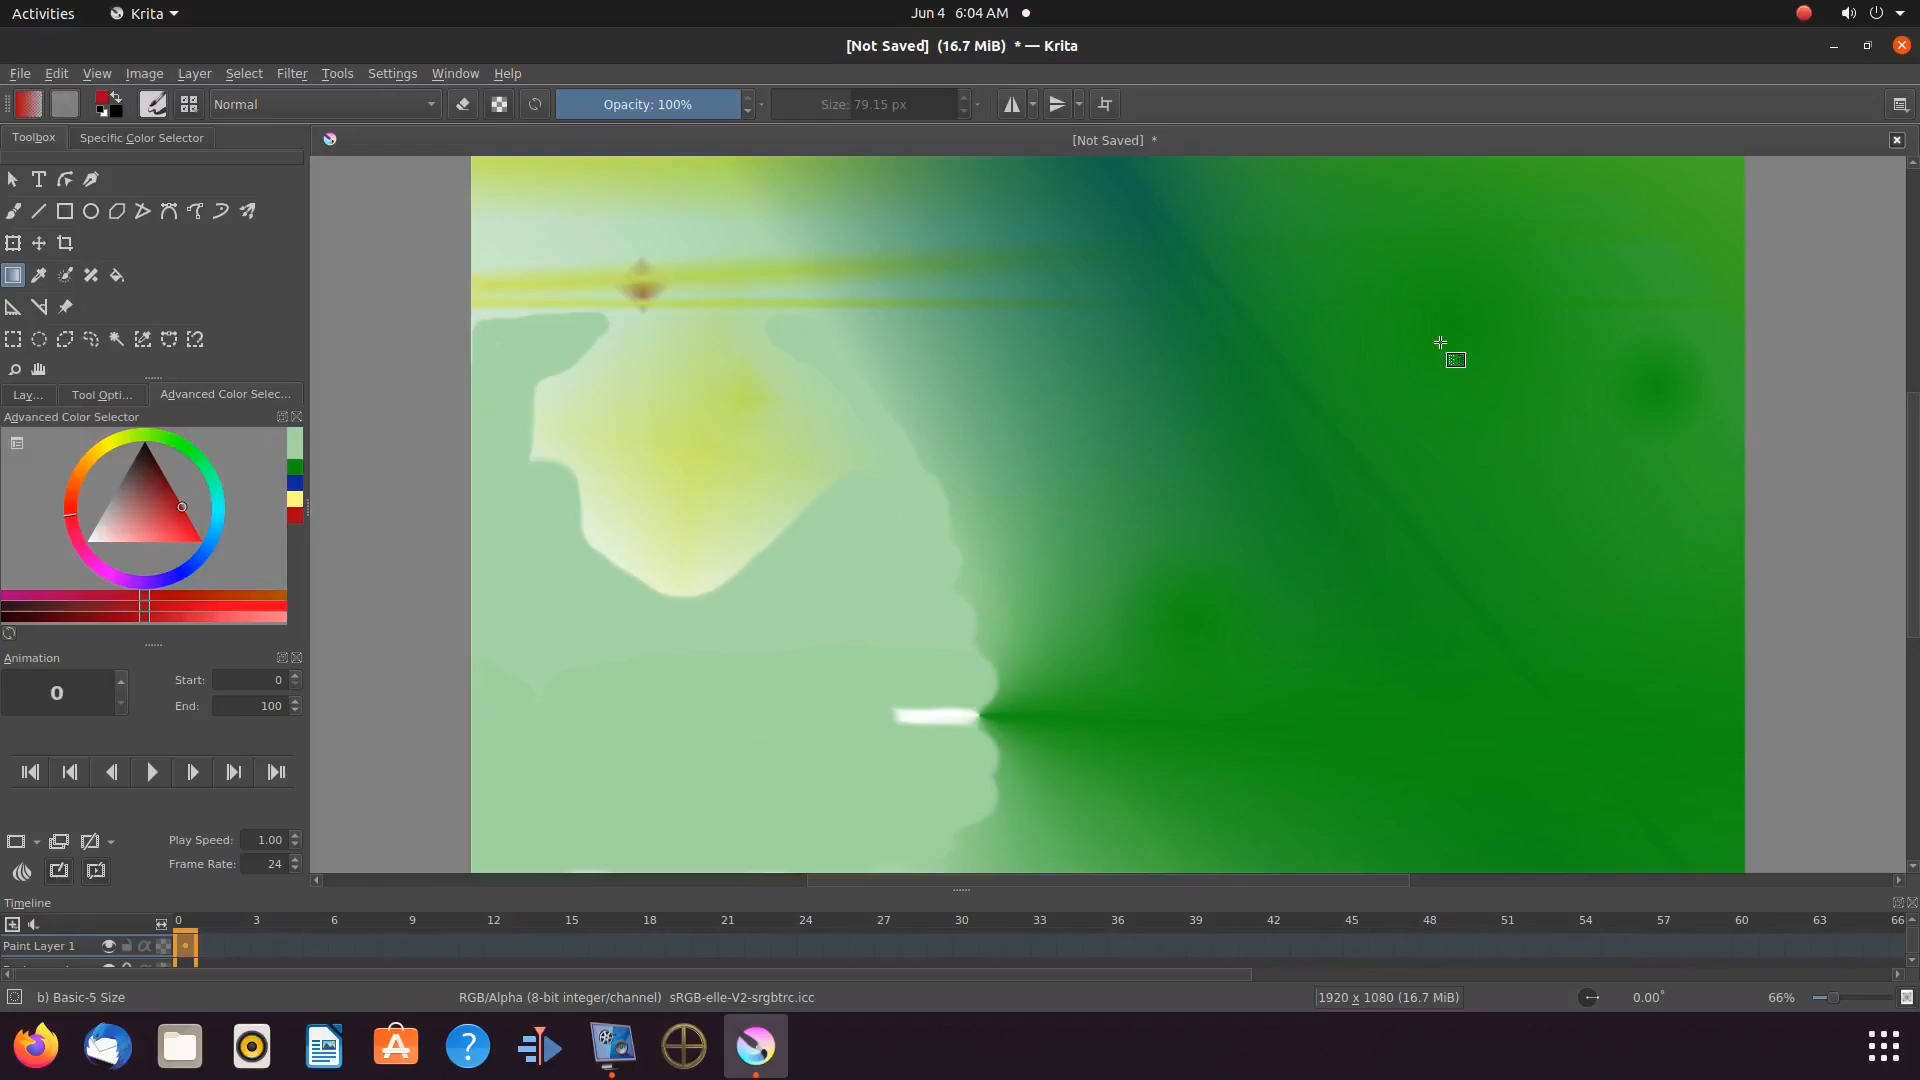 Activities Krita Jun 4 6:04 AM
[Not Saved] (16.7 MiB) * — Krita
File Edit View Image Layer Select Filter Tools Settings Window Help
Normal Opacity: 100% Size: 79.15 px
Toolbox Specific Color Selector [Not Saved] *
Lay... Tool Opti... Advanced Color Selec...
Advanced Color Selector
Animation
0 Start: 0
End: 100
Play Speed: 1.00
Frame Rate: 24
Timeline
0 3 6 9 12 15 18 21 24 27 30 33 36 39 42 45 48 51 54 57 60 63 66
Paint Layer 1
b) Basic-5 Size RGB/Alpha (8-bit integer/channel) sRGB-elle-V2-srgbtrc.icc 1920 x 1080 (16.7 MiB) 0.00° 66%